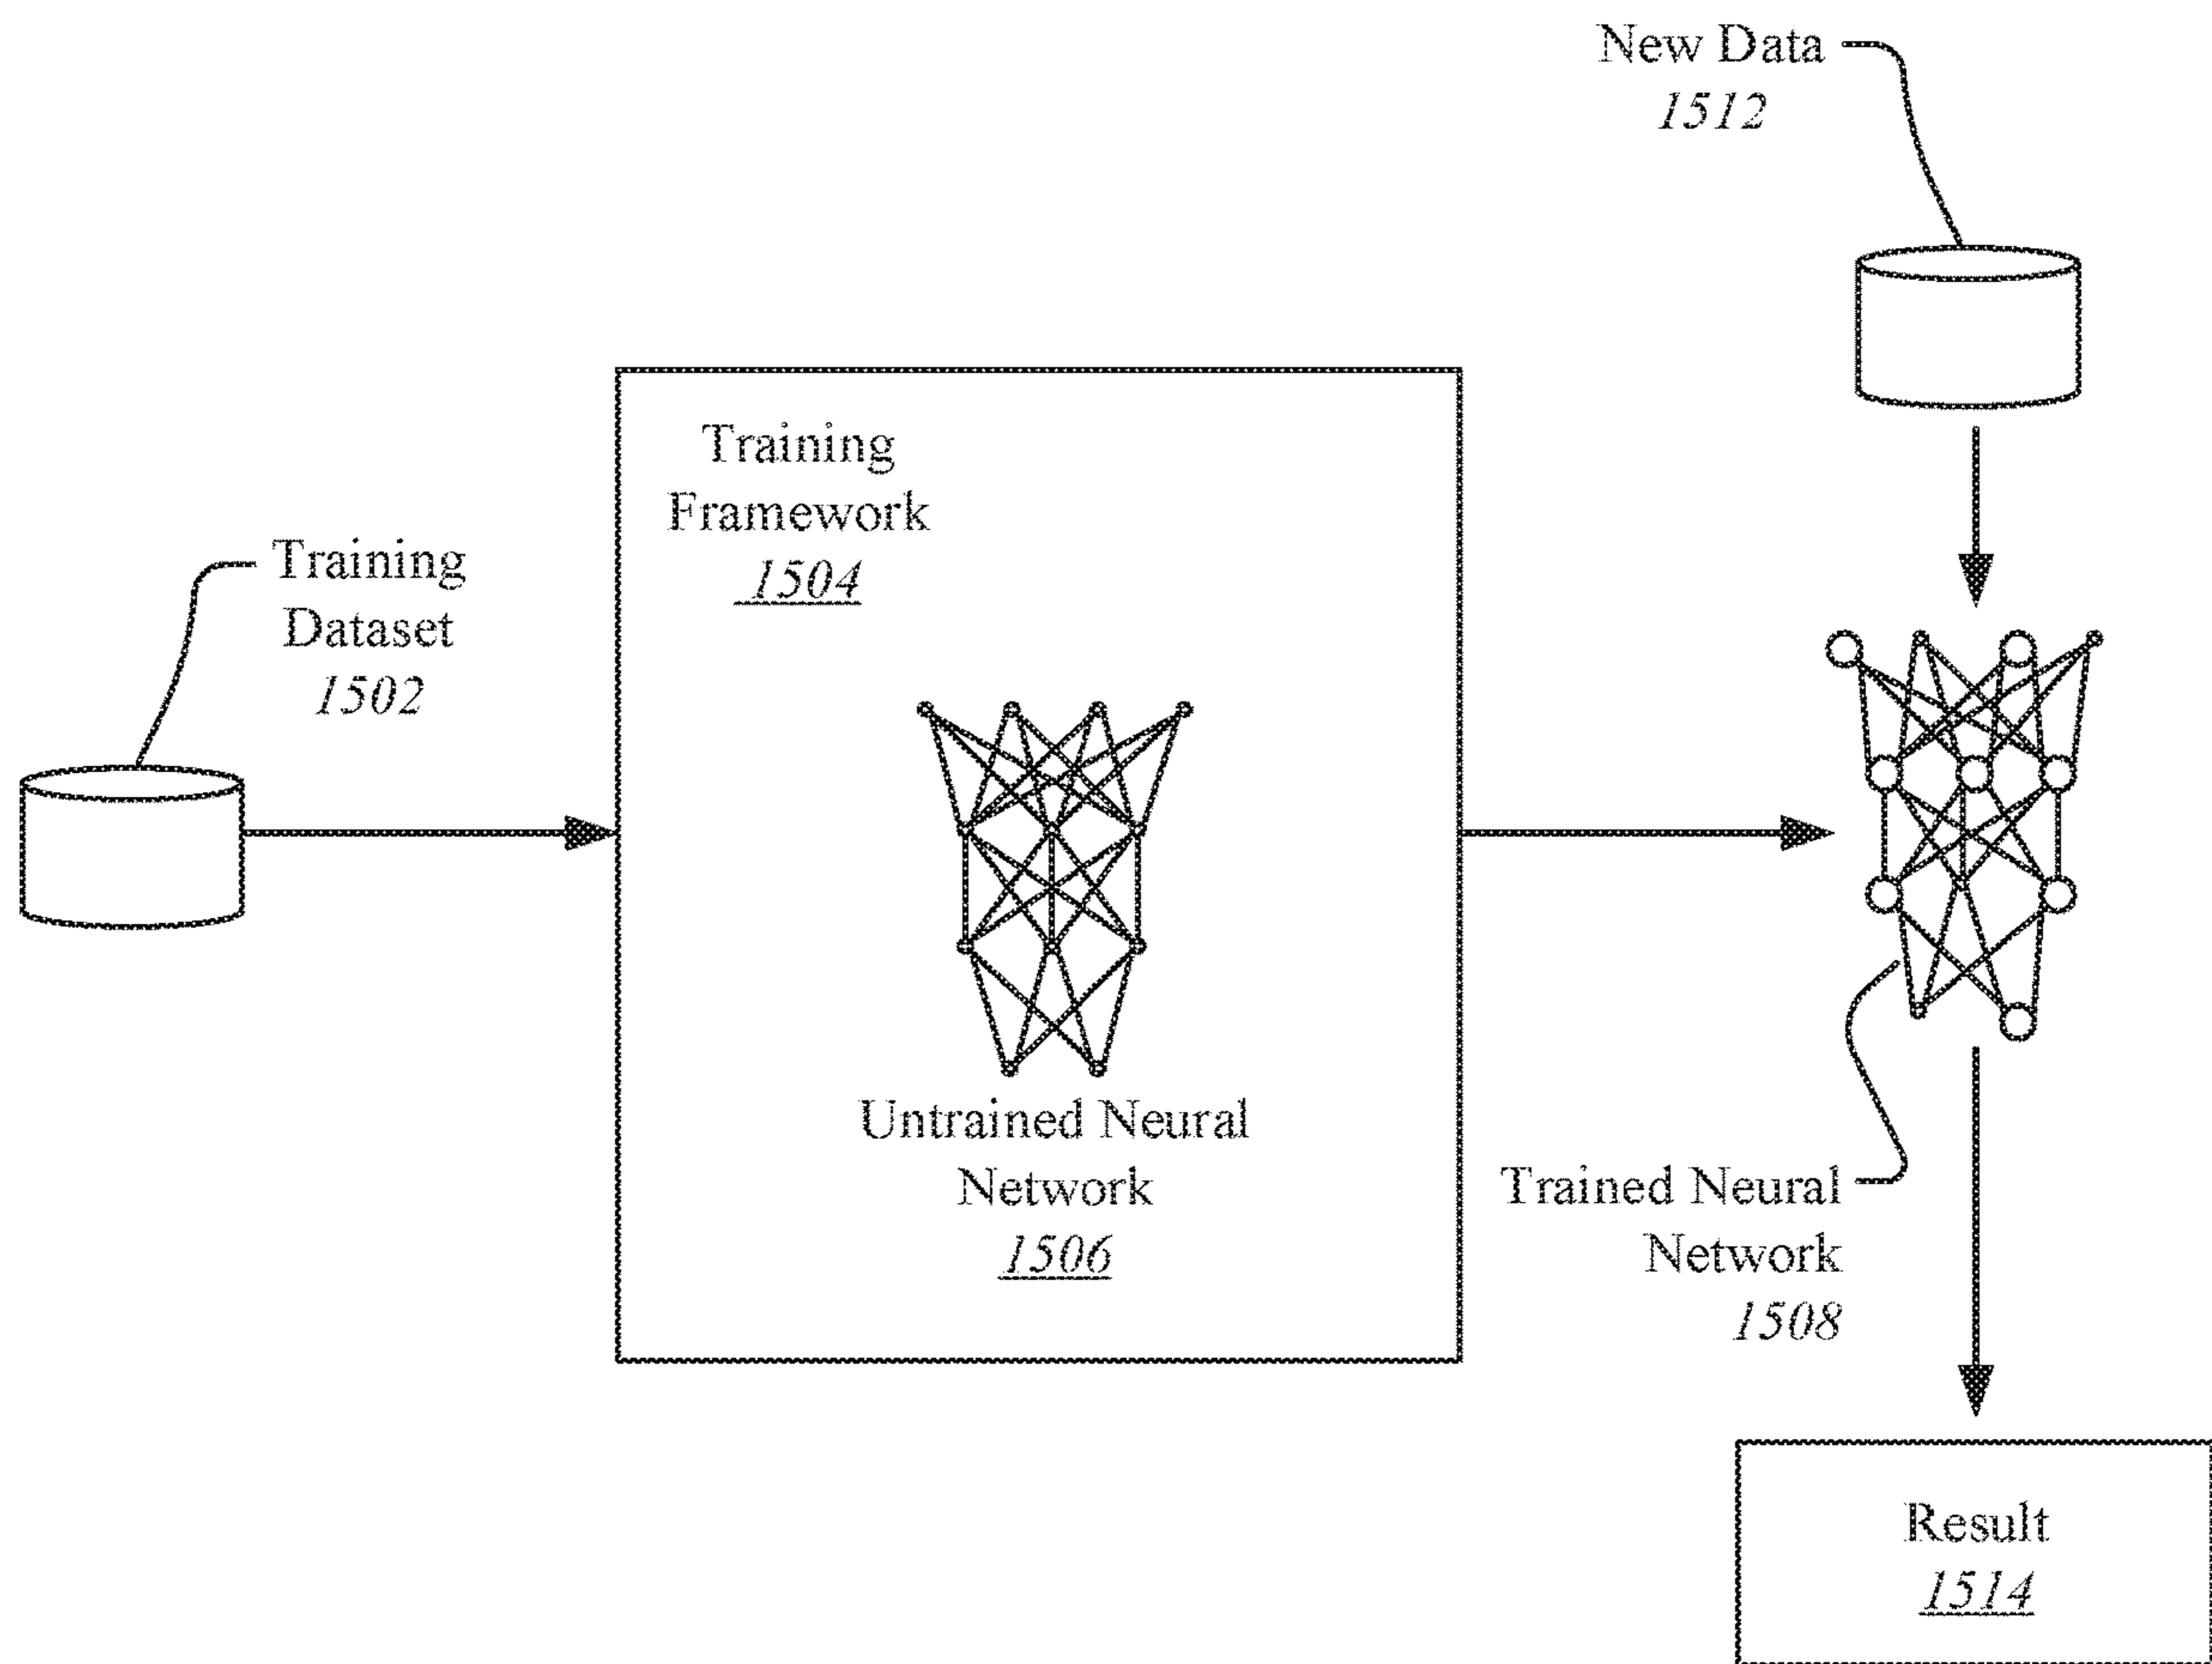 New Data
1512
Training
Framework
1504
Training
Dataset
1502
Untrained Neural
Network
1506
Trained Neural
Network
1508
Result
1514